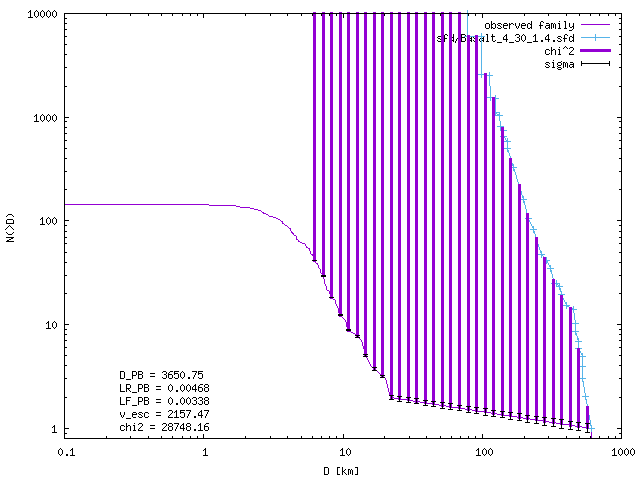 10000
1000
100
10
1
N(>D)
observed family
sfd/Basalt_4_30_1.4.sfd
chi^2
sigma
D_PB = 3650.75
LR_PB = 0.00468
LF_PB = 0.00338
v_esc = 2157.47
chi2 = 28748.16
0.1 1 10 100 1000
D [km]